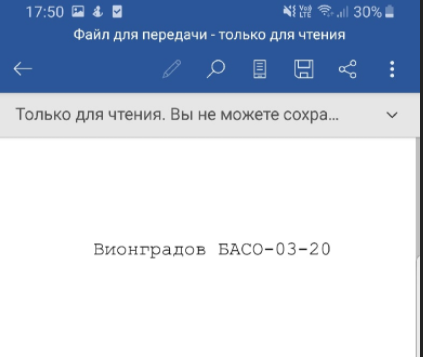 17:50 30%
Файл для передачи - только для чтения
Только для чтения. Вы не можете сохра...
Вионградов БАСО-03-20